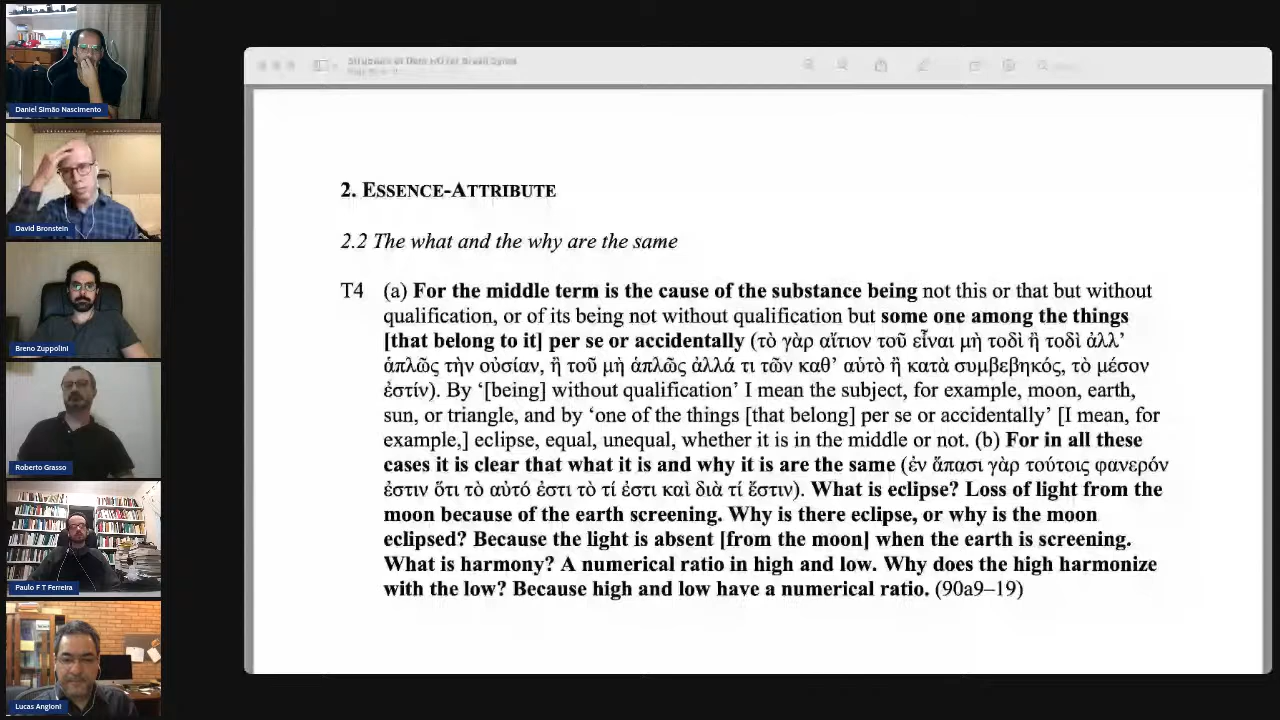 Daniel Simão Nascimento
David Bronstein
Breno Zuppolini
Roberto Grasso
Paulo F T Ferreira
Lucas Angioni
2. ESSENCE-ATTRIBUTE
2.2 The what and the why are the same
T4 (a) For the middle term is the cause of the substance being not this or that but without
qualification, or of its being not without qualification but some one among the things
[that belong to it] per se or accidentally (τὸ γὰρ αἴτιον τοῦ εἶναι μὴ τοδὶ ἢ τοδὶ ἀλλ’
ἁπλῶς τὴν οὐσίαν, ἢ τοῦ μὴ ἁπλῶς ἀλλά τι τῶν καθ’ αὑτὸ ἢ κατὰ συμβεβηκός, τὸ μέσον
ἐστίν). By ‘[being] without qualification’ I mean the subject, for example, moon, earth,
sun, or triangle, and by ‘one of the things [that belong] per se or accidentally’ [I mean, for
example,] eclipse, equal, unequal, whether it is in the middle or not. (b) For in all these
cases it is clear that what it is and why it is are the same (ἐν ἅπασι γὰρ τούτοις φανερόν
ἐστιν ὅτι τὸ αὐτό ἐστι τὸ τί ἐστι καὶ διὰ τί ἔστιν). What is eclipse? Loss of light from the
moon because of the earth screening. Why is there eclipse, or why is the moon
eclipsed? Because the light is absent [from the moon] when the earth is screening.
What is harmony? A numerical ratio in high and low. Why does the high harmonize
with the low? Because high and low have a numerical ratio. (90a9–19)